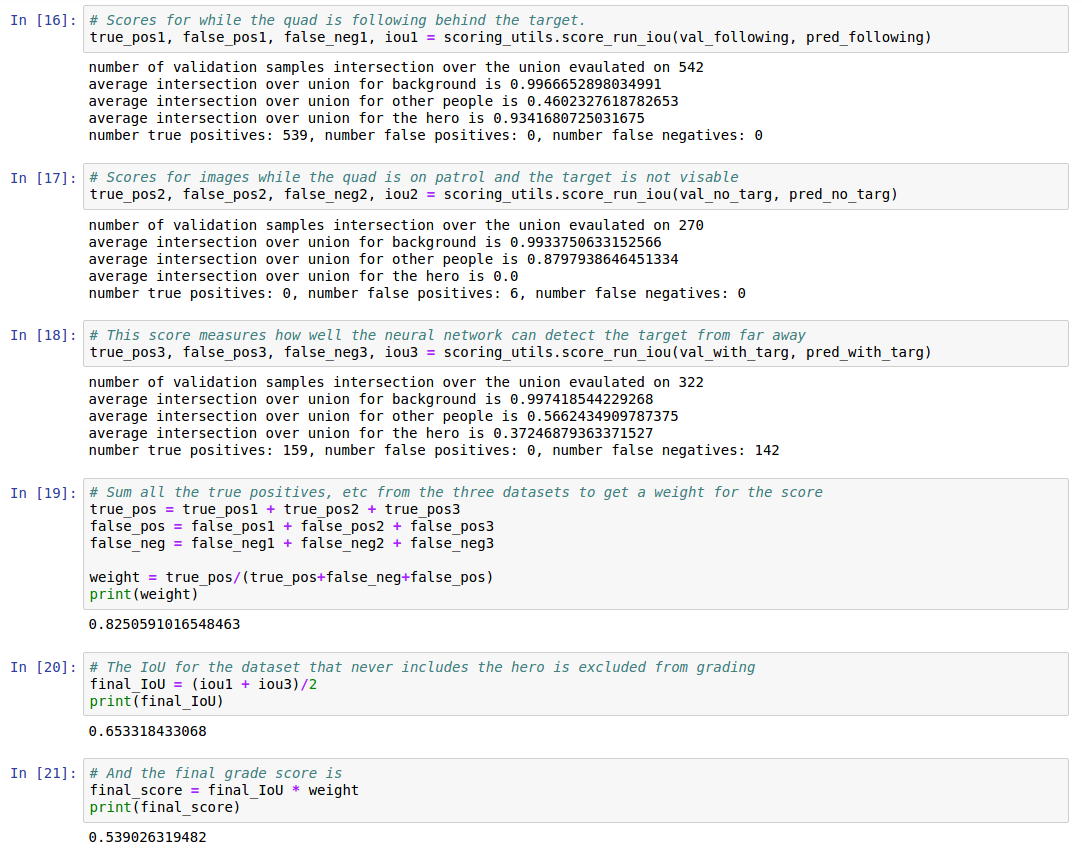 In [16]: # Scores for while the quad is following behind the target.
true_pos1, false_pos1, false_neg1, iou1 = scoring_utils.score_run_iou(val_following, pred_following)
number of validation samples intersection over the union evaulated on 542
average intersection over union for background is 0.9966652898034991
average intersection over union for other people is 0.4602327618782653
average intersection over union for the hero is 0.9341680725031675
number true positives: 539, number false positives: 0, number false negatives: 0
In [17]: # Scores for images while the quad is on patrol and the target is not visable
true_pos2, false_pos2, false_neg2, iou2 = scoring_utils.score_run_iou(val_no_targ, pred_no_targ)
number of validation samples intersection over the union evaulated on 270
average intersection over union for background is 0.9933750633152566
average intersection over union for other people is 0.8797938646451334
average intersection over union for the hero is 0.0
number true positives: 0, number false positives: 6, number false negatives: 0
In [18]: # This score measures how well the neural network can detect the target from far away
true_pos3, false_pos3, false_neg3, iou3 = scoring_utils.score_run_iou(val_with_targ, pred_with_targ)
number of validation samples intersection over the union evaulated on 322
average intersection over union for background is 0.997418544229268
average intersection over union for other people is 0.5662434909787375
average intersection over union for the hero is 0.37246879363371527
number true positives: 159, number false positives: 0, number false negatives: 142
In [19]: # Sum all the true positives, etc from the three datasets to get a weight for the score
true_pos = true_pos1 + true_pos2 + true_pos3
false_pos = false_pos1 + false_pos2 + false_pos3
false_neg = false_neg1 + false_neg2 + false_neg3
weight = true_pos/(true_pos+false_neg+false_pos)
print(weight)
0.8250591016548463
In [20]: # The IoU for the dataset that never includes the hero is excluded from grading
final_IoU = (iou1 + iou3)/2
print(final_IoU)
0.653318433068
In [21]: # And the final grade score is
final_score = final_IoU * weight
print(final_score)
0.539026319482